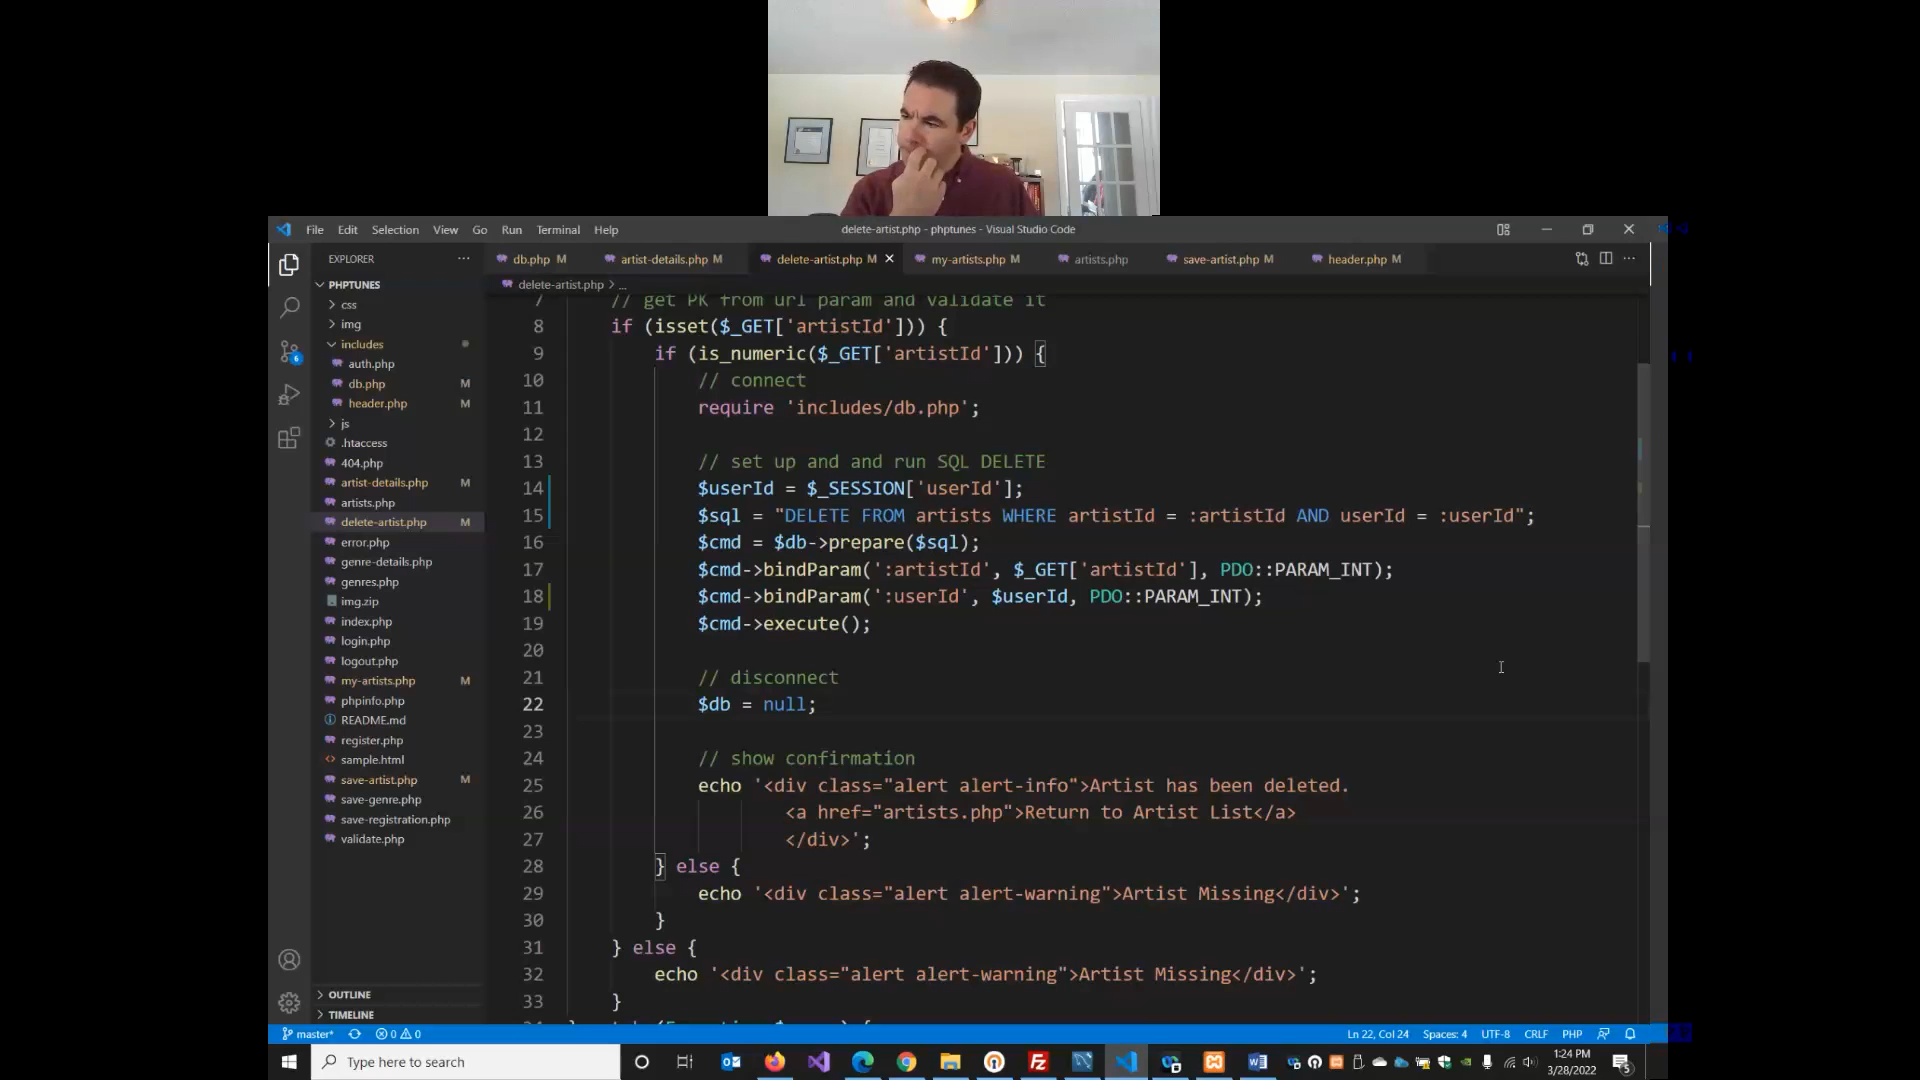 File Edit Selection View Go Run Terminal Help
delete-artist.php - phptunes - Visual Studio Code
EXPLORER
db.php M
artist-details.php M
delete-artist.php M
my-artists.php M
artists.php
save-artist.php M
header.php M
PHPTUNES
css
img
includes
auth.php
db.php M
header.php M
js
.htaccess
404.php
artist-details.php M
artists.php
delete-artist.php M
error.php
genre-details.php
genres.php
img.zip
index.php
login.php
logout.php
my-artists.php M
phpinfo.php
README.md
register.php
sample.html
save-artist.php M
save-genre.php
save-registration.php
validate.php
OUTLINE
TIMELINE
delete-artist.php > ...
7 // get PK from url param and validate it
8 if (isset($_GET['artistId'])) {
9 if (is_numeric($_GET['artistId'])) {
10 // connect
11 require 'includes/db.php';
12
13 // set up and and run SQL DELETE
14 $userId = $_SESSION['userId'];
15 $sql = "DELETE FROM artists WHERE artistId = :artistId AND userId = :userId";
16 $cmd = $db->prepare($sql);
17 $cmd->bindParam(':artistId', $_GET['artistId'], PDO::PARAM_INT);
18 $cmd->bindParam(':userId', $userId, PDO::PARAM_INT);
19 $cmd->execute();
20
21 // disconnect
22 $db = null;
23
24 // show confirmation
25 echo '<div class="alert alert-info">Artist has been deleted.
26 <a href="artists.php">Return to Artist List</a>
27 </div>';
28 } else {
29 echo '<div class="alert alert-warning">Artist Missing</div>';
30 }
31 } else {
32 echo '<div class="alert alert-warning">Artist Missing</div>';
33 }
master* 0 0
Ln 22, Col 24 Spaces: 4 UTF-8 CRLF PHP
Type here to search
1:24 PM
3/28/2022